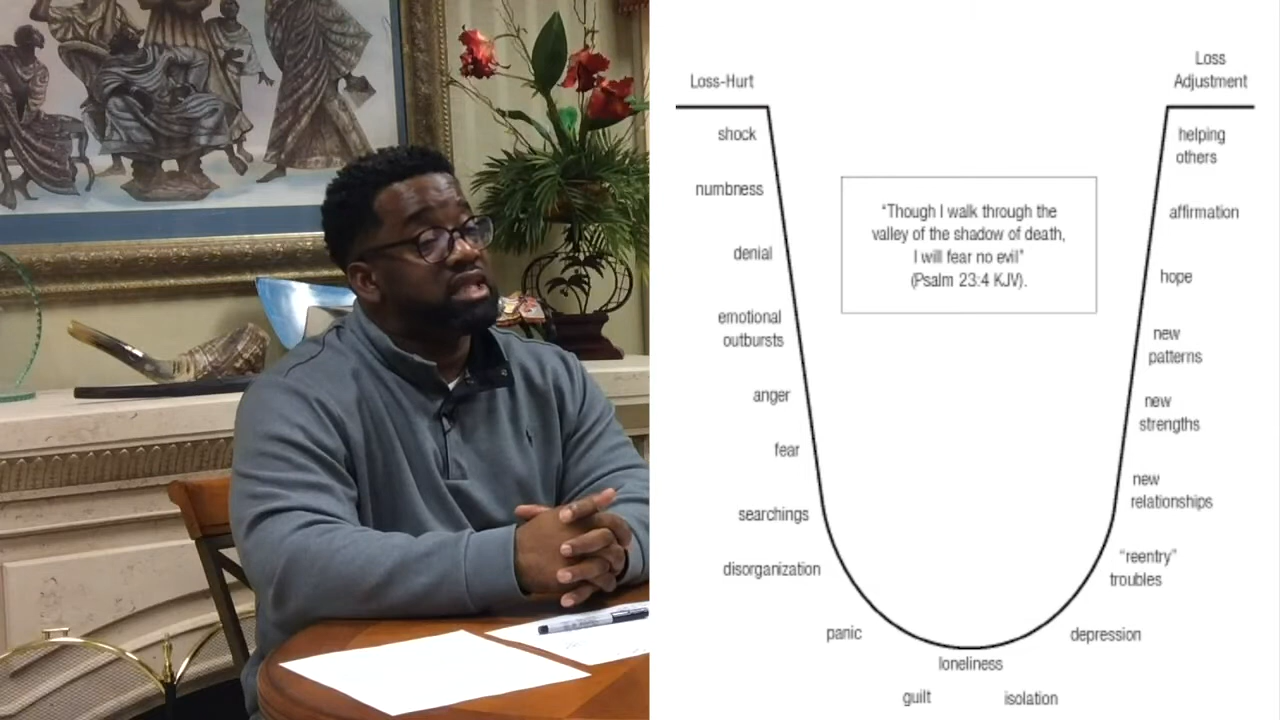 Loss-Hurt
shock
numbness
denial
emotional
outbursts
anger
fear
searchings
disorganization
panic
loneliness
guilt
isolation
depression
"reentry"
troubles
new
relationships
new
strengths
new
patterns
hope
affirmation
helping
others
Loss
Adjustment
"Though I walk through the
valley of the shadow of death,
I will fear no evil"
(Psalm 23:4 KJV).